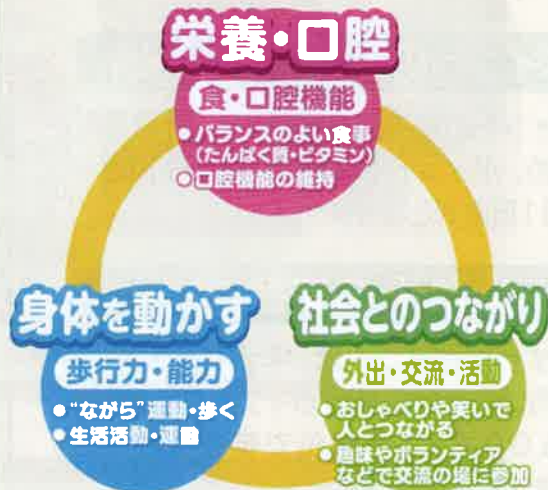 栄養・口腔
食・口腔機能
●バランスのよい食事
(たんぱく質・ビタミン)
●口腔機能の維持
身体を動かす
歩行力・能力
●“ながら”運動・歩く
●生活活動・運動
社会とのつながり
外出・交流・活動
●おしゃべりや笑いで
人とつながる
●趣味やボランティア
などで交流の場に参加